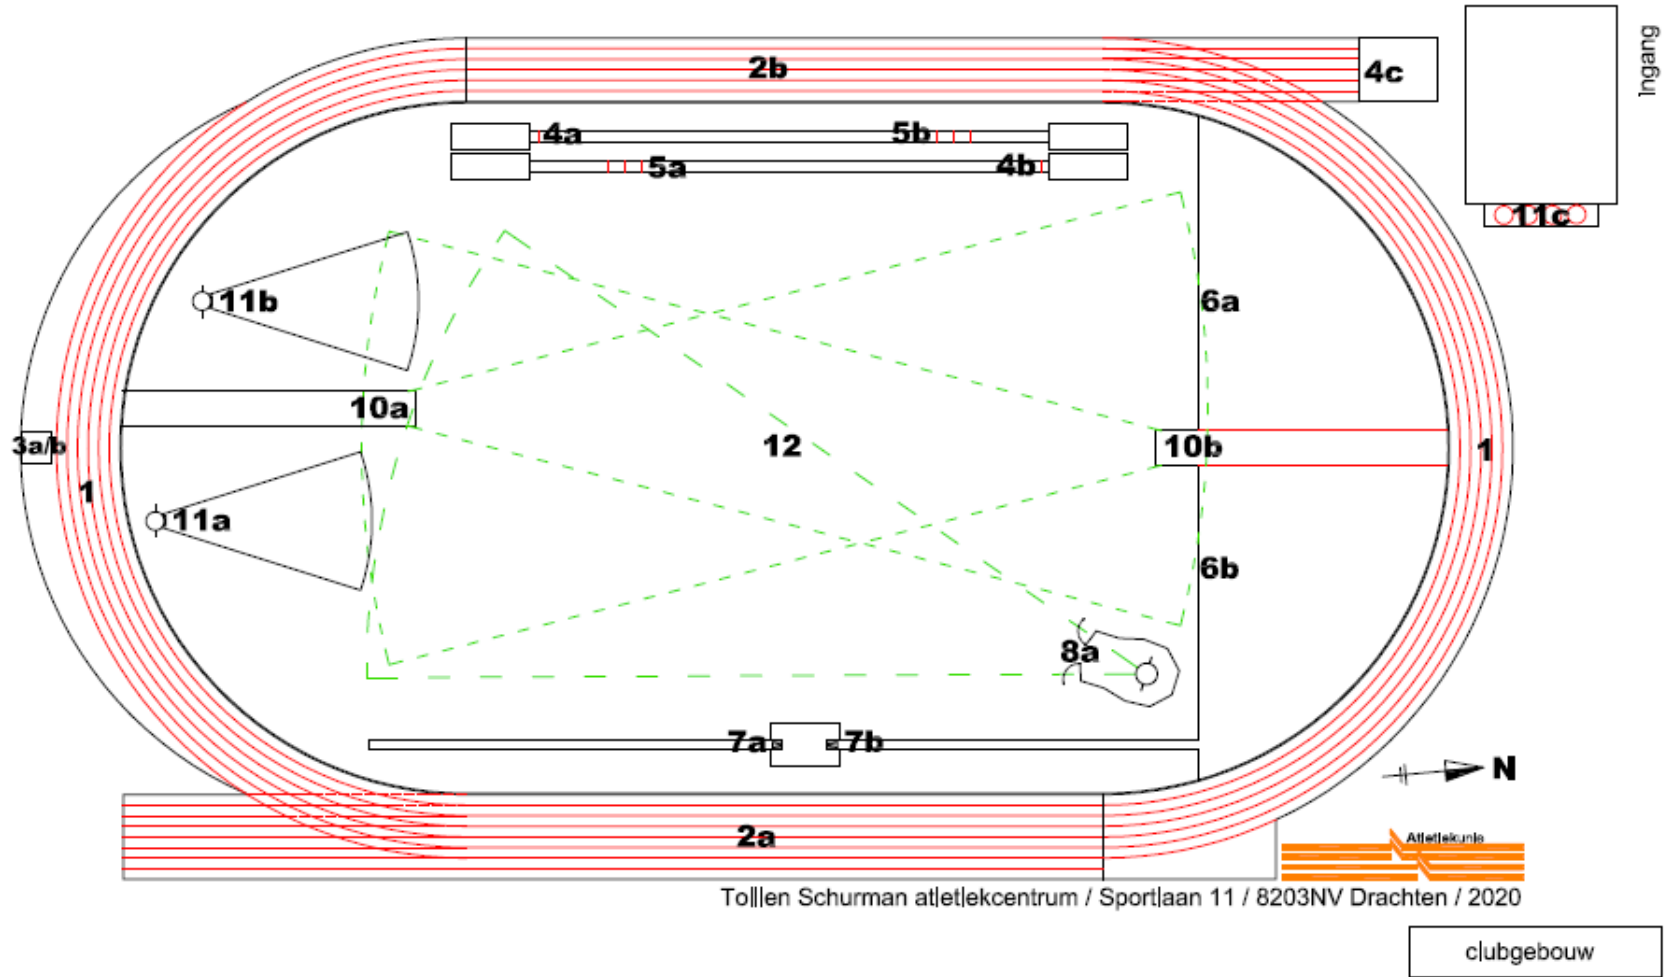 Ingang
2b
4c
4a
5b
5a
4b
11c
11b
6a
10a
12
10b
3a/b
1
1
11a
6b
8a
7a
7b
N
2a
Atletiekunie
Tolllen Schurman atletiekcentrum / Sportlaan 11 / 8203NV Drachten / 2020
clubgebouw